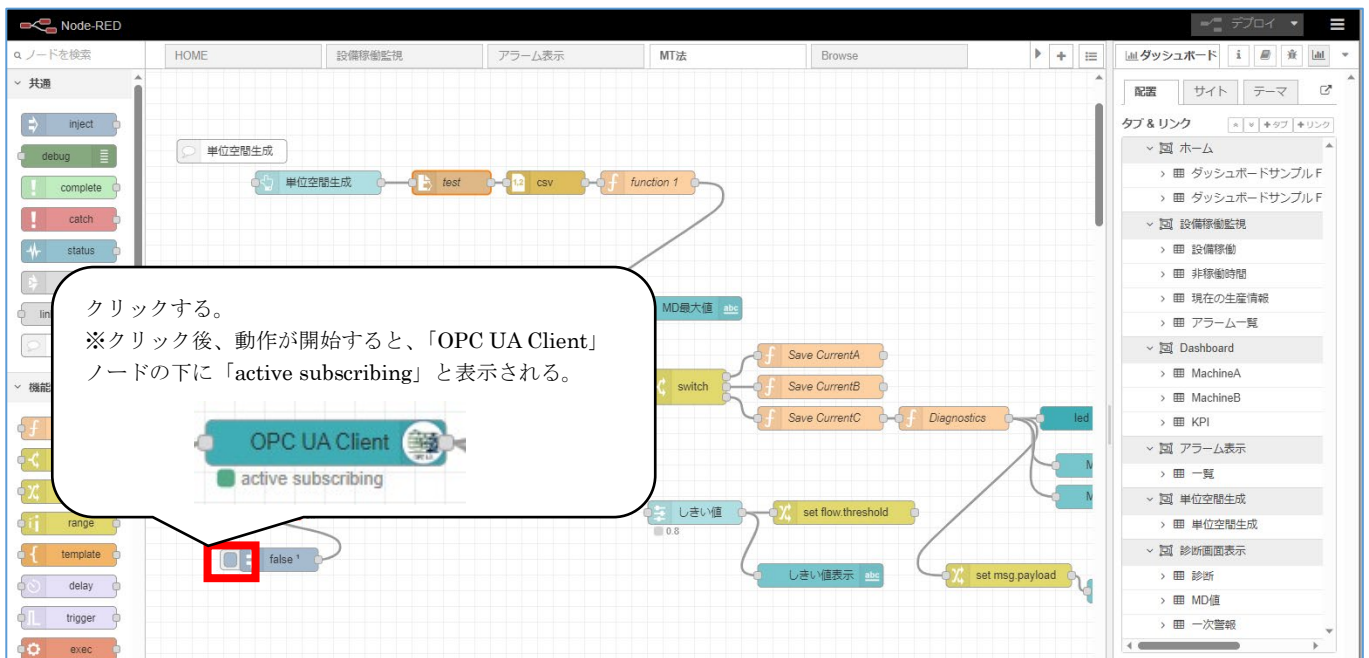 Node-RED
デプロイ
ノードを検索
HOME
設備稼働監視
アラーム表示
MT法
Browse
ダッシュボード
共通
配置
サイト
テーマ
inject
タブ & リンク
タブ
リンク
debug
単位空間生成
ホーム
complete
単位空間生成
test
csv
function 1
ダッシュボードサンプル F
ダッシュボードサンプル F
catch
設備稼働監視
status
設備稼働
非稼働時間
現在の生産情報
アラーム一覧
クリックする。
※クリック後、動作が開始すると、「OPC UA Client」
ノードの下に「active subscribing」と表示される。
OPC UA Client
active subscribing
MD最大値 abc
Save CurrentA
Dashboard
switch
Save CurrentB
MachineA
MachineB
Save CurrentC
Diagnostics
led
KPI
アラーム表示
一覧
単位空間生成
単位空間生成
range
しきい値
0.8
set flow.threshold
template
false ¹
診断画面表示
診断
delay
しきい値表示 abc
set msg.payload
MD値
trigger
一次警報
exec